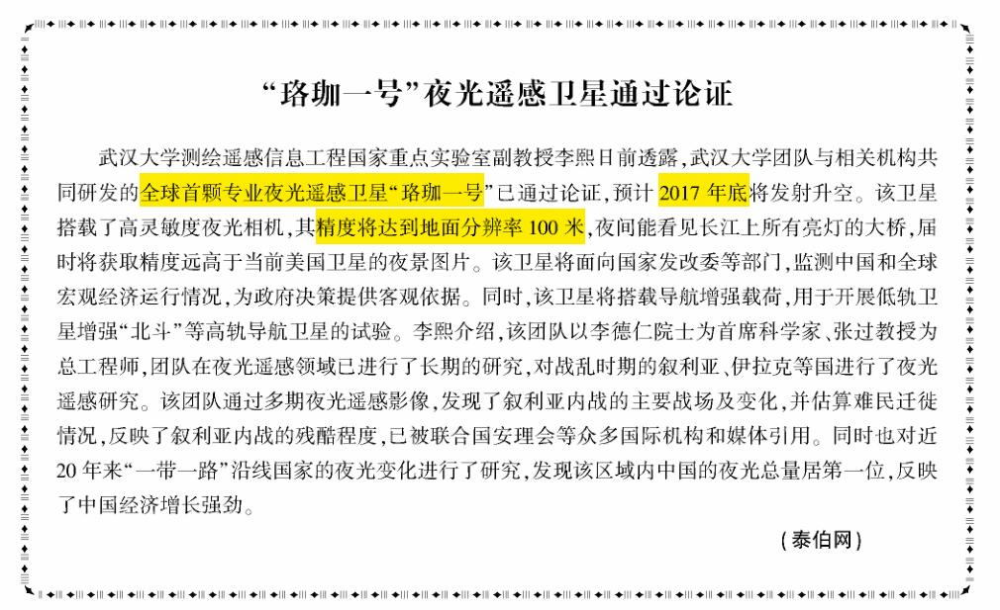 “珞珈一号”夜光遥感卫星通过论证
武汉大学测绘遥感信息工程国家重点实验室副教授李熙日前透露，武汉大学团队与相关机构共
同研发的全球首颗专业夜光遥感卫星“珞珈一号”已通过论证，预计 2017 年底将发射升空。该卫星
搭载了高灵敏度夜光相机，其精度将达到地面分辨率 100 米，夜间能看见长江上所有亮灯的大桥，届
时将获取精度远高于当前美国卫星的夜景图片。该卫星将面向国家发改委等部门，监测中国和全球
宏观经济运行情况，为政府决策提供客观依据。同时，该卫星将搭载导航增强载荷，用于开展低轨卫
星增强“北斗”等高轨导航卫星的试验。李熙介绍，该团队以李德仁院士为首席科学家、张过教授为
总工程师，团队在夜光遥感领域已进行了长期的研究，对战乱时期的叙利亚、伊拉克等国进行了夜光
遥感研究。该团队通过多期夜光遥感影像，发现了叙利亚内战的主要战场及变化，并估算难民迁徙
情况，反映了叙利亚内战的残酷程度，已被联合国安理会等众多国际机构和媒体引用。同时也对近
20 年来“一带一路”沿线国家的夜光变化进行了研究，发现该区域内中国的夜光总量居第一位，反映
了中国经济增长强劲。
(泰伯网)